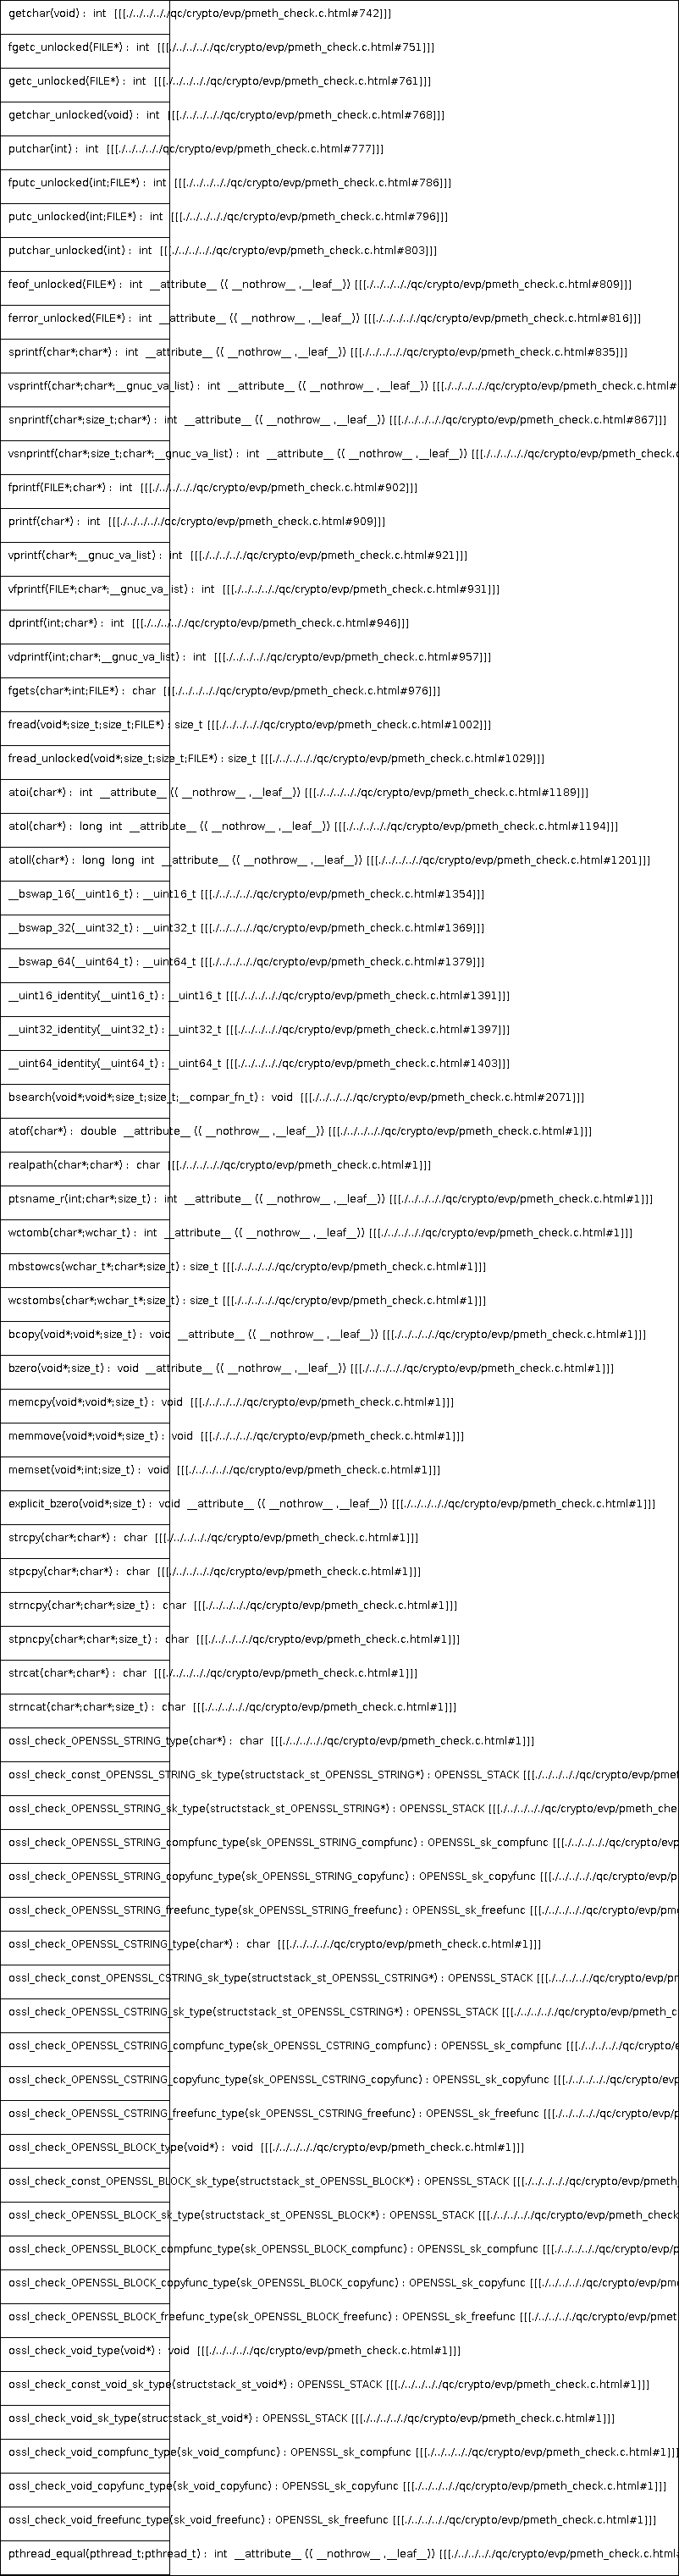 getchar(void) : int [[[./../../.././qc/crypto/evp/pmeth_check.c.html#742]]]
fgetc_unlocked(FILE*) : int [[[./../../.././qc/crypto/evp/pmeth_check.c.html#751]]]
getc_unlocked(FILE*) : int [[[./../../.././qc/crypto/evp/pmeth_check.c.html#761]]]
getchar_unlocked(void) : int [[[./../../.././qc/crypto/evp/pmeth_check.c.html#768]]]
putchar(int) : int [[[./../../.././qc/crypto/evp/pmeth_check.c.html#777]]]
fputc_unlocked(int;FILE*) : int [[[./../../.././qc/crypto/evp/pmeth_check.c.html#786]]]
putc_unlocked(int;FILE*) : int [[[./../../.././qc/crypto/evp/pmeth_check.c.html#796]]]
putchar_unlocked(int) : int [[[./../../.././qc/crypto/evp/pmeth_check.c.html#803]]]
feof_unlocked(FILE*) : int __attribute__ (( __nothrow__ ,__leaf__)) [[[./../../.././qc/crypto/evp/pmeth_check.c.html#809]]]
ferror_unlocked(FILE*) : int __attribute__ (( __nothrow__ ,__leaf__)) [[[./../../.././qc/crypto/evp/pmeth_check.c.html#816]]]
sprintf(char*;char*) : int __attribute__ (( __nothrow__ ,__leaf__)) [[[./../../.././qc/crypto/evp/pmeth_check.c.html#835]]]
vsprintf(char*;char*;__gnuc_va_list) : int __attribute__ (( __nothrow__ ,__leaf__)) [[[./../../.././qc/crypto/evp/pmeth_check.c.html#
snprintf(char*;size_t;char*) : int __attribute__ (( __nothrow__ ,__leaf__)) [[[./../../.././qc/crypto/evp/pmeth_check.c.html#867]]]
vsnprintf(char*;size_t;char*;__gnuc_va_list) : int __attribute__ (( __nothrow__ ,__leaf__)) [[[./../../.././qc/crypto/evp/pmeth_check.c
fprintf(FILE*;char*) : int [[[./../../.././qc/crypto/evp/pmeth_check.c.html#902]]]
printf(char*) : int [[[./../../.././qc/crypto/evp/pmeth_check.c.html#909]]]
vprintf(char*;__gnuc_va_list) : int [[[./../../.././qc/crypto/evp/pmeth_check.c.html#921]]]
vfprintf(FILE*;char*;__gnuc_va_list) : int [[[./../../.././qc/crypto/evp/pmeth_check.c.html#931]]]
dprintf(int;char*) : int [[[./../../.././qc/crypto/evp/pmeth_check.c.html#946]]]
vdprintf(int;char*;__gnuc_va_list) : int [[[./../../.././qc/crypto/evp/pmeth_check.c.html#957]]]
fgets(char*;int;FILE*) : char [[[./../../.././qc/crypto/evp/pmeth_check.c.html#976]]]
fread(void*;size_t;size_t;FILE*) : size_t [[[./../../.././qc/crypto/evp/pmeth_check.c.html#1002]]]
fread_unlocked(void*;size_t;size_t;FILE*) : size_t [[[./../../.././qc/crypto/evp/pmeth_check.c.html#1029]]]
atoi(char*) : int __attribute__ (( __nothrow__ ,__leaf__)) [[[./../../.././qc/crypto/evp/pmeth_check.c.html#1189]]]
atol(char*) : long int __attribute__ (( __nothrow__ ,__leaf__)) [[[./../../.././qc/crypto/evp/pmeth_check.c.html#1194]]]
atoll(char*) : long long int __attribute__ (( __nothrow__ ,__leaf__)) [[[./../../.././qc/crypto/evp/pmeth_check.c.html#1201]]]
__bswap_16(__uint16_t) : __uint16_t [[[./../../.././qc/crypto/evp/pmeth_check.c.html#1354]]]
__bswap_32(__uint32_t) : __uint32_t [[[./../../.././qc/crypto/evp/pmeth_check.c.html#1369]]]
__bswap_64(__uint64_t) : __uint64_t [[[./../../.././qc/crypto/evp/pmeth_check.c.html#1379]]]
__uint16_identity(__uint16_t) : __uint16_t [[[./../../.././qc/crypto/evp/pmeth_check.c.html#1391]]]
__uint32_identity(__uint32_t) : __uint32_t [[[./../../.././qc/crypto/evp/pmeth_check.c.html#1397]]]
__uint64_identity(__uint64_t) : __uint64_t [[[./../../.././qc/crypto/evp/pmeth_check.c.html#1403]]]
bsearch(void*;void*;size_t;size_t;__compar_fn_t) : void [[[./../../.././qc/crypto/evp/pmeth_check.c.html#2071]]]
atof(char*) : double __attribute__ (( __nothrow__ ,__leaf__)) [[[./../../.././qc/crypto/evp/pmeth_check.c.html#1]]]
realpath(char*;char*) : char [[[./../../.././qc/crypto/evp/pmeth_check.c.html#1]]]
ptsname_r(int;char*;size_t) : int __attribute__ (( __nothrow__ ,__leaf__)) [[[./../../.././qc/crypto/evp/pmeth_check.c.html#1]]]
wctomb(char*;wchar_t) : int __attribute__ (( __nothrow__ ,__leaf__)) [[[./../../.././qc/crypto/evp/pmeth_check.c.html#1]]]
mbstowcs(wchar_t*;char*;size_t) : size_t [[[./../../.././qc/crypto/evp/pmeth_check.c.html#1]]]
wcstombs(char*;wchar_t*;size_t) : size_t [[[./../../.././qc/crypto/evp/pmeth_check.c.html#1]]]
bcopy(void*;void*;size_t) : void __attribute__ (( __nothrow__ ,__leaf__)) [[[./../../.././qc/crypto/evp/pmeth_check.c.html#1]]]
bzero(void*;size_t) : void __attribute__ (( __nothrow__ ,__leaf__)) [[[./../../.././qc/crypto/evp/pmeth_check.c.html#1]]]
memcpy(void*;void*;size_t) : void [[[./../../.././qc/crypto/evp/pmeth_check.c.html#1]]]
memmove(void*;void*;size_t) : void [[[./../../.././qc/crypto/evp/pmeth_check.c.html#1]]]
memset(void*;int;size_t) : void [[[./../../.././qc/crypto/evp/pmeth_check.c.html#1]]]
explicit_bzero(void*;size_t) : void __attribute__ (( __nothrow__ ,__leaf__)) [[[./../../.././qc/crypto/evp/pmeth_check.c.html#1]]]
strcpy(char*;char*) : char [[[./../../.././qc/crypto/evp/pmeth_check.c.html#1]]]
stpcpy(char*;char*) : char [[[./../../.././qc/crypto/evp/pmeth_check.c.html#1]]]
strncpy(char*;char*;size_t) : char [[[./../../.././qc/crypto/evp/pmeth_check.c.html#1]]]
stpncpy(char*;char*;size_t) : char [[[./../../.././qc/crypto/evp/pmeth_check.c.html#1]]]
strcat(char*;char*) : char [[[./../../.././qc/crypto/evp/pmeth_check.c.html#1]]]
strncat(char*;char*;size_t) : char [[[./../../.././qc/crypto/evp/pmeth_check.c.html#1]]]
ossl_check_OPENSSL_STRING_type(char*) : char [[[./../../.././qc/crypto/evp/pmeth_check.c.html#1]]]
ossl_check_const_OPENSSL_STRING_sk_type(structstack_st_OPENSSL_STRING*) : OPENSSL_STACK [[[./../../.././qc/crypto/evp/pmet
ossl_check_OPENSSL_STRING_sk_type(structstack_st_OPENSSL_STRING*) : OPENSSL_STACK [[[./../../.././qc/crypto/evp/pmeth_che
ossl_check_OPENSSL_STRING_compfunc_type(sk_OPENSSL_STRING_compfunc) : OPENSSL_sk_compfunc [[[./../../.././qc/crypto/ev
ossl_check_OPENSSL_STRING_copyfunc_type(sk_OPENSSL_STRING_copyfunc) : OPENSSL_sk_copyfunc [[[./../../.././qc/crypto/evp/p
ossl_check_OPENSSL_STRING_freefunc_type(sk_OPENSSL_STRING_freefunc) : OPENSSL_sk_freefunc [[[./../../.././qc/crypto/evp/pm
ossl_check_OPENSSL_CSTRING_type(char*) : char [[[./../../.././qc/crypto/evp/pmeth_check.c.html#1]]]
ossl_check_const_OPENSSL_CSTRING_sk_type(structstack_st_OPENSSL_CSTRING*) : OPENSSL_STACK [[[./../../.././qc/crypto/evp/p
ossl_check_OPENSSL_CSTRING_sk_type(structstack_st_OPENSSL_CSTRING*) : OPENSSL_STACK [[[./../../.././qc/crypto/evp/pmeth_c
ossl_check_OPENSSL_CSTRING_compfunc_type(sk_OPENSSL_CSTRING_compfunc) : OPENSSL_sk_compfunc [[[./../../.././qc/crypto/e
ossl_check_OPENSSL_CSTRING_copyfunc_type(sk_OPENSSL_CSTRING_copyfunc) : OPENSSL_sk_copyfunc [[[./../../.././qc/crypto/ev
ossl_check_OPENSSL_CSTRING_freefunc_type(sk_OPENSSL_CSTRING_freefunc) : OPENSSL_sk_freefunc [[[./../../.././qc/crypto/evp/p
ossl_check_OPENSSL_BLOCK_type(void*) : void [[[./../../.././qc/crypto/evp/pmeth_check.c.html#1]]]
ossl_check_const_OPENSSL_BLOCK_sk_type(structstack_st_OPENSSL_BLOCK*) : OPENSSL_STACK [[[./../../.././qc/crypto/evp/pmeth_
ossl_check_OPENSSL_BLOCK_sk_type(structstack_st_OPENSSL_BLOCK*) : OPENSSL_STACK [[[./../../.././qc/crypto/evp/pmeth_check
ossl_check_OPENSSL_BLOCK_compfunc_type(sk_OPENSSL_BLOCK_compfunc) : OPENSSL_sk_compfunc [[[./../../.././qc/crypto/evp/p
ossl_check_OPENSSL_BLOCK_copyfunc_type(sk_OPENSSL_BLOCK_copyfunc) : OPENSSL_sk_copyfunc [[[./../../.././qc/crypto/evp/pm
ossl_check_OPENSSL_BLOCK_freefunc_type(sk_OPENSSL_BLOCK_freefunc) : OPENSSL_sk_freefunc [[[./../../.././qc/crypto/evp/pmet
ossl_check_void_type(void*) : void [[[./../../.././qc/crypto/evp/pmeth_check.c.html#1]]]
ossl_check_const_void_sk_type(structstack_st_void*) : OPENSSL_STACK [[[./../../.././qc/crypto/evp/pmeth_check.c.html#1]]]
ossl_check_void_sk_type(structstack_st_void*) : OPENSSL_STACK [[[./../../.././qc/crypto/evp/pmeth_check.c.html#1]]]
ossl_check_void_compfunc_type(sk_void_compfunc) : OPENSSL_sk_compfunc [[[./../../.././qc/crypto/evp/pmeth_check.c.html#1]]]
ossl_check_void_copyfunc_type(sk_void_copyfunc) : OPENSSL_sk_copyfunc [[[./../../.././qc/crypto/evp/pmeth_check.c.html#1]]]
ossl_check_void_freefunc_type(sk_void_freefunc) : OPENSSL_sk_freefunc [[[./../../.././qc/crypto/evp/pmeth_check.c.html#1]]]
pthread_equal(pthread_t;pthread_t) : int __attribute__ (( __nothrow__ ,__leaf__)) [[[./../../.././qc/crypto/evp/pmeth_check.c.html#